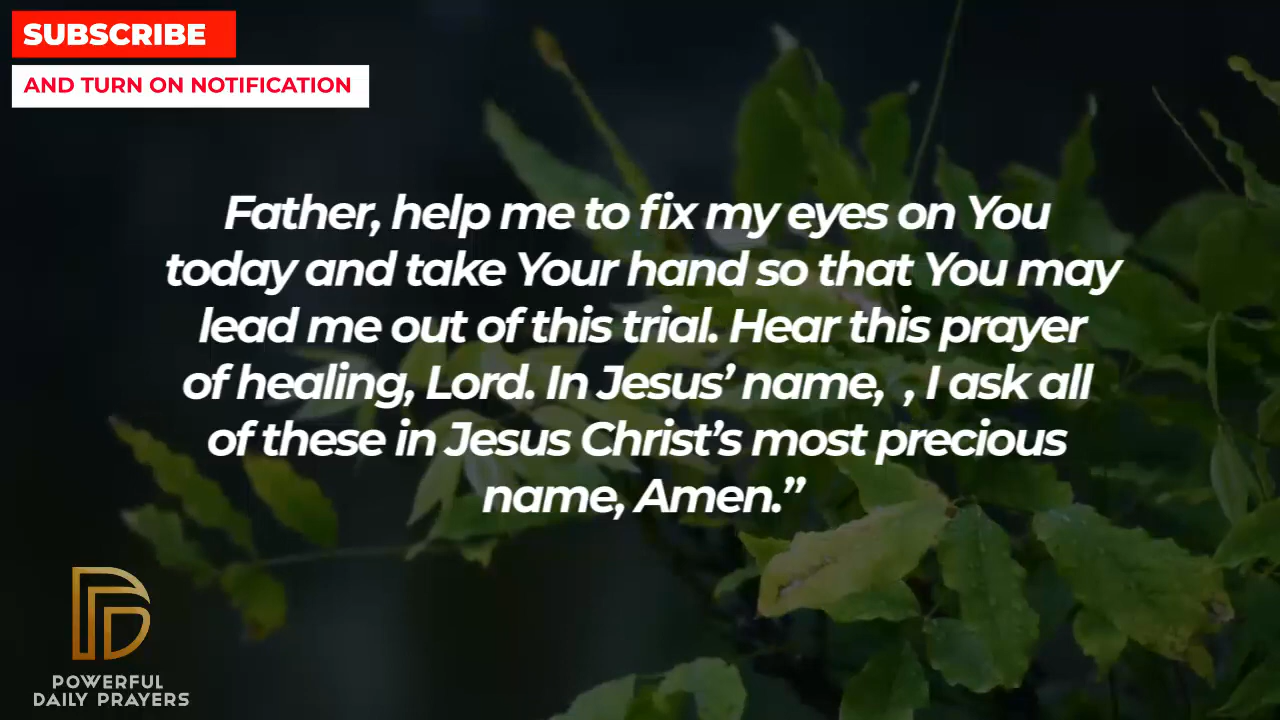 SUBSCRIBE
AND TURN ON NOTIFICATION
Father, help me to fix my eyes on You
today and take Your hand so that You may
lead me out of this trial. Hear this prayer
of healing, Lord. In Jesus’ name,  , I ask all
of these in Jesus Christ’s most precious
name, Amen.”
POWERFUL
DAILY PRAYERS